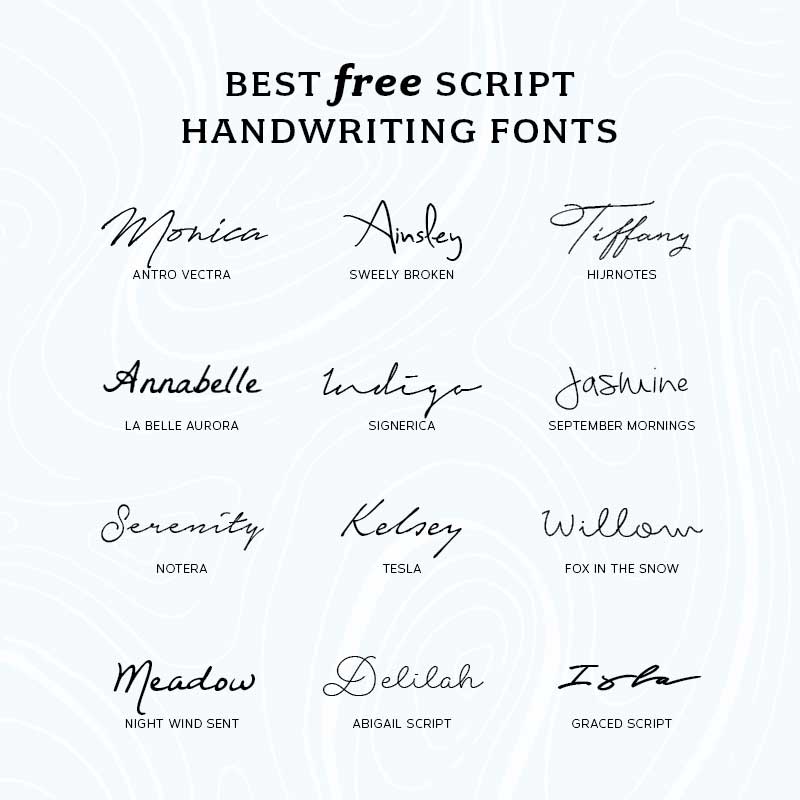 BEST free SCRIPT
HANDWRITING FONTS
Monica Ainsley Tiffany
ANTRO VECTRA SWEELY BROKEN HIJRNOTES
Annabelle Indigo Jasmine
LA BELLE AURORA SIGNERICA SEPTEMBER MORNINGS
Serenity Kelsey Willow
NOTERA TESLA FOX IN THE SNOW
Meadow Delilah Isla
NIGHT WIND SENT ABIGAIL SCRIPT GRACED SCRIPT